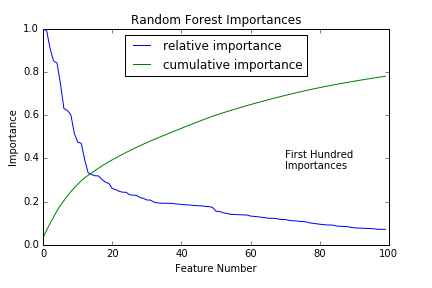 Random Forest Importances
relative importance
cumulative importance
First Hundred
Importances
Importance
1.0
0.8
0.6
0.4
0.2
0.0
0 20 40 60 80 100
Feature Number